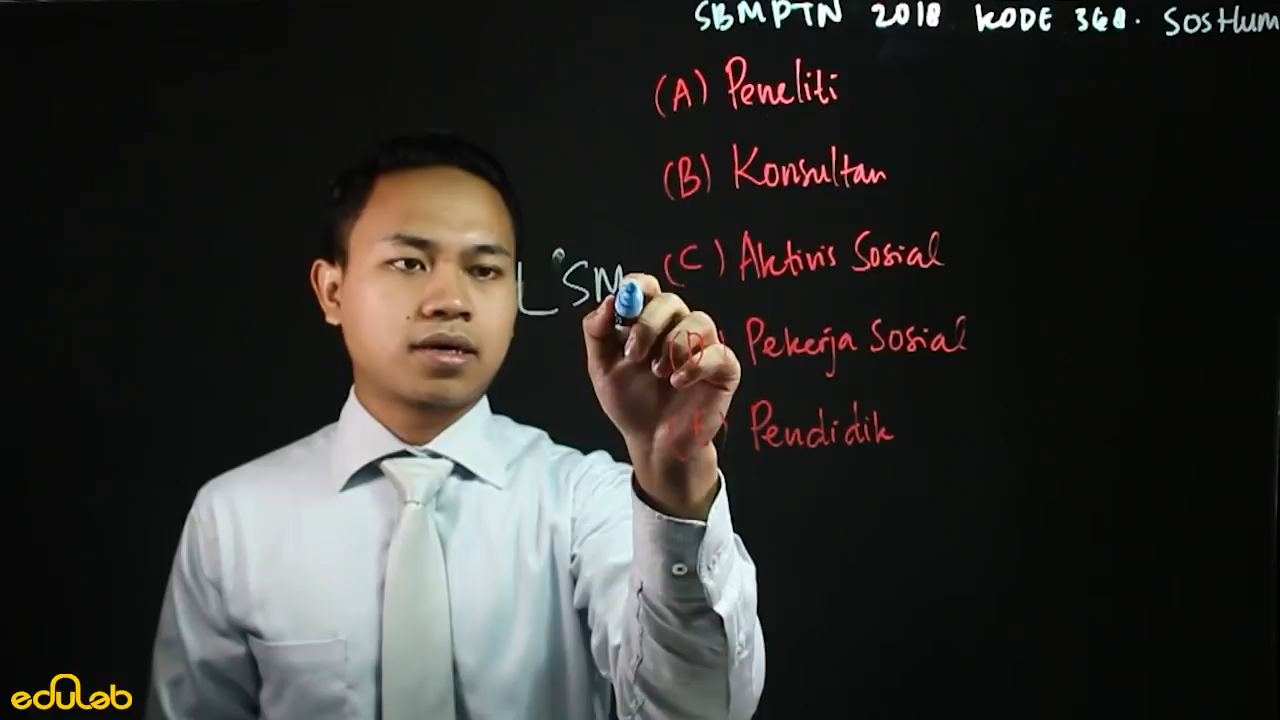 SBMPTN 2018 KODE 368. SosHum
(A) Peneliti
(B) Konsultan
(C) Aktivis Sosial
LSM
(D) Pekerja Sosial
(E) Pendidik
edulab